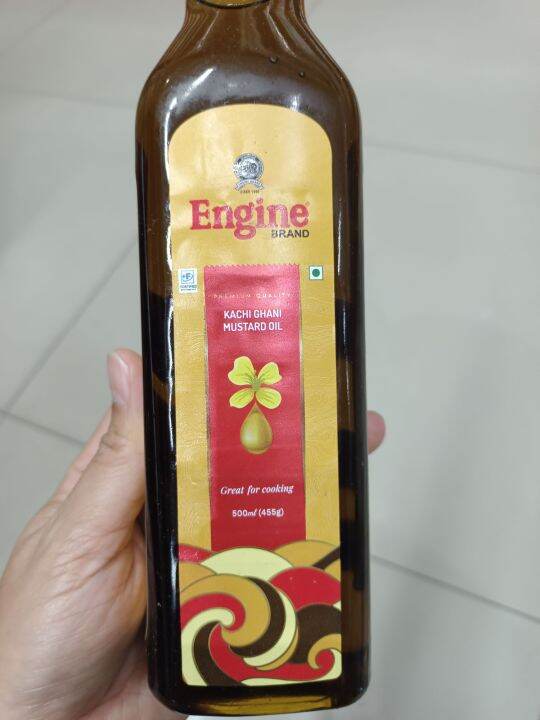 Engine
BRAND
PREMIUM QUALITY
KACHI GHANI
MUSTARD OIL
Great for cooking
500ml (455g)